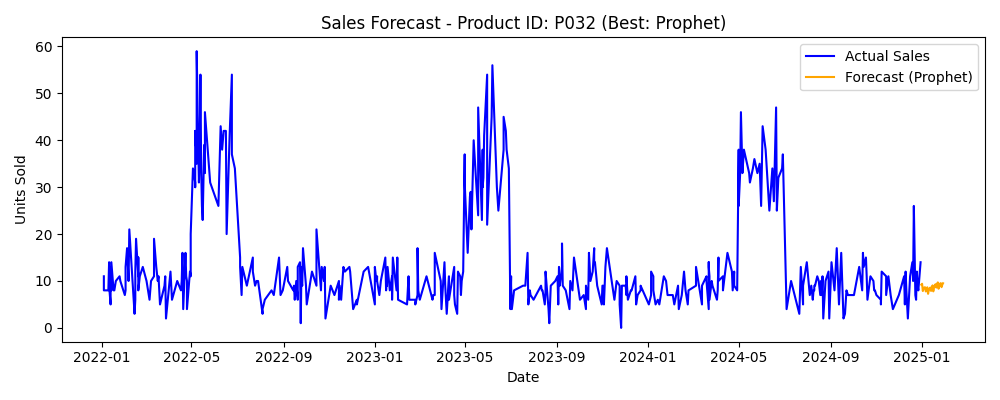 Sales Forecast - Product ID: P032 (Best: Prophet)
Actual Sales
Forecast (Prophet)
Units Sold
60
50
40
30
20
10
0
2022-01 2022-05 2022-09 2023-01 2023-05 2023-09 2024-01 2024-05 2024-09 2025-01
Date